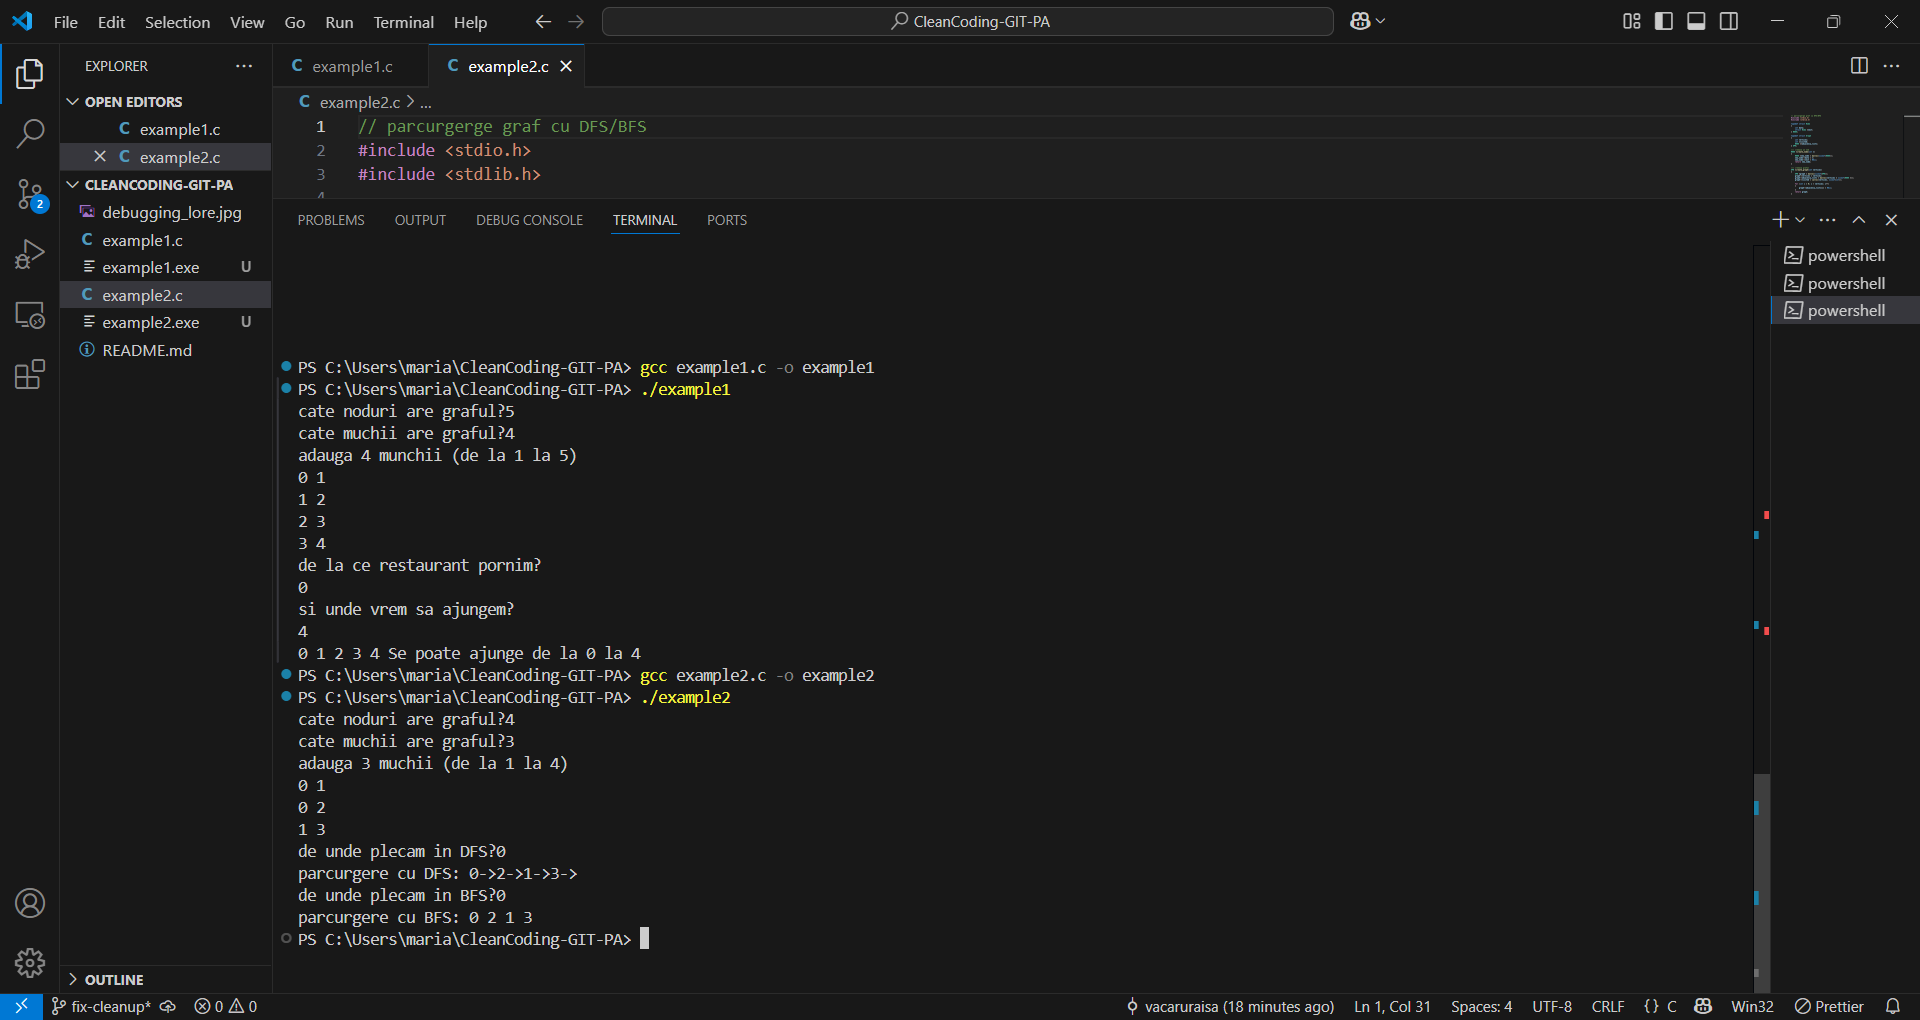 File Edit Selection View Go Run Terminal Help
CleanCoding-GIT-PA
EXPLORER
OPEN EDITORS
C example1.c
C example2.c
CLEANCODING-GIT-PA
debugging_lore.jpg
C example1.c
example1.exe U
C example2.c
example2.exe U
README.md
OUTLINE
2
C example1.c
C example2.c
C example2.c > ...
1 // parcurgerge graf cu DFS/BFS
2 #include <stdio.h>
3 #include <stdlib.h>
4
PROBLEMS OUTPUT DEBUG CONSOLE TERMINAL PORTS
powershell
powershell
powershell
PS C:\Users\maria\CleanCoding-GIT-PA> gcc example1.c -o example1
PS C:\Users\maria\CleanCoding-GIT-PA> ./example1
cate noduri are graful?5
cate muchii are graful?4
adauga 4 munchii (de la 1 la 5)
0 1
1 2
2 3
3 4
de la ce restaurant pornim?
0
si unde vrem sa ajungem?
4
0 1 2 3 4 Se poate ajunge de la 0 la 4
PS C:\Users\maria\CleanCoding-GIT-PA> gcc example2.c -o example2
PS C:\Users\maria\CleanCoding-GIT-PA> ./example2
cate noduri are graful?4
cate muchii are graful?3
adauga 3 muchii (de la 1 la 4)
0 1
0 2
1 3
de unde plecam in DFS?0
parcurgere cu DFS: 0->2->1->3->
de unde plecam in BFS?0
parcurgere cu BFS: 0 2 1 3
PS C:\Users\maria\CleanCoding-GIT-PA>
fix-cleanup* 0 0 vacaruraisa (18 minutes ago) Ln 1, Col 31 Spaces: 4 UTF-8 CRLF {} C Win32 Prettier